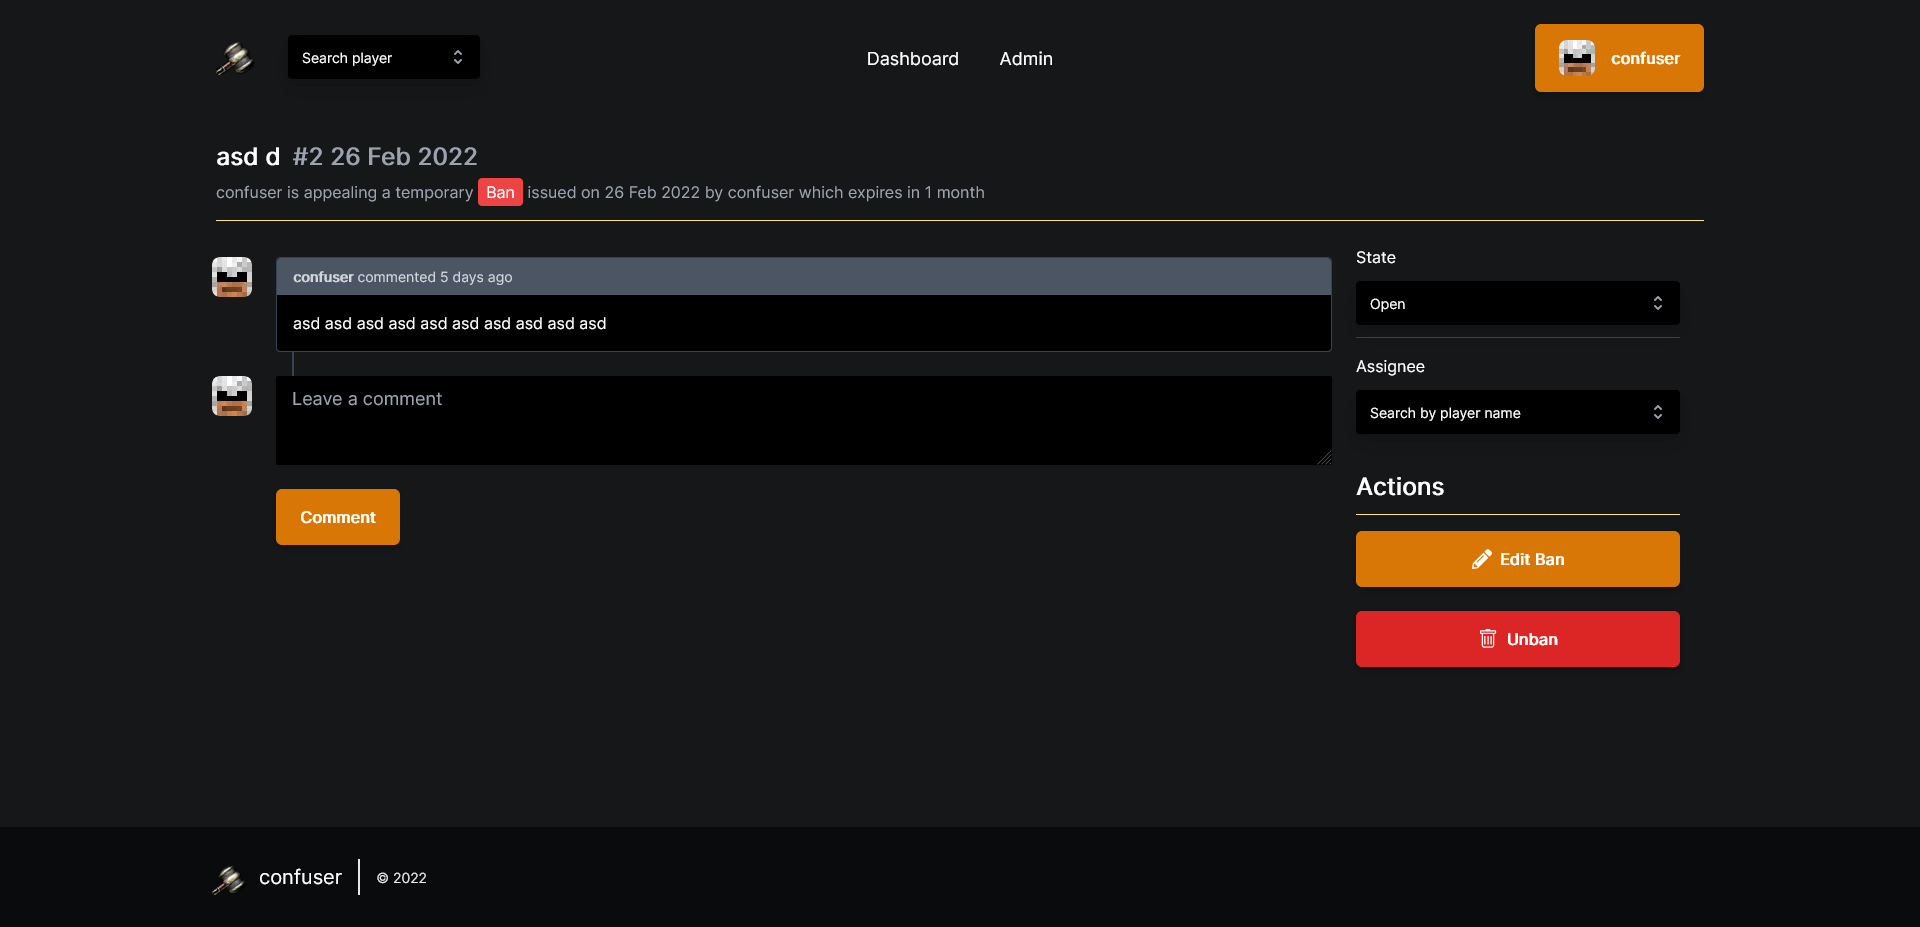 Search player
Dashboard Admin
confuser
asd d #2 26 Feb 2022
confuser is appealing a temporary Ban issued on 26 Feb 2022 by confuser which expires in 1 month
confuser commented 5 days ago
asd asd asd asd asd asd asd asd asd asd
Leave a comment
Comment
State
Open
Assignee
Search by player name
Actions
Edit Ban
Unban
confuser
© 2022